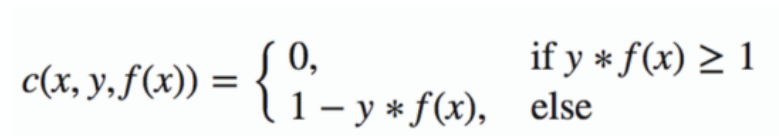 c(x, y, f(x)) = { 0, if y * f(x) ≥ 1
1 − y * f(x), else